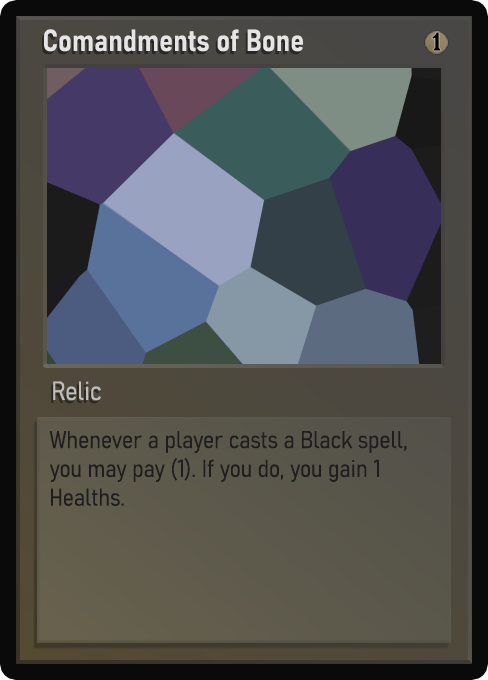 Comandments of Bone
1
Relic
Whenever a player casts a Black spell,
you may pay (1). If you do, you gain 1
Healths.